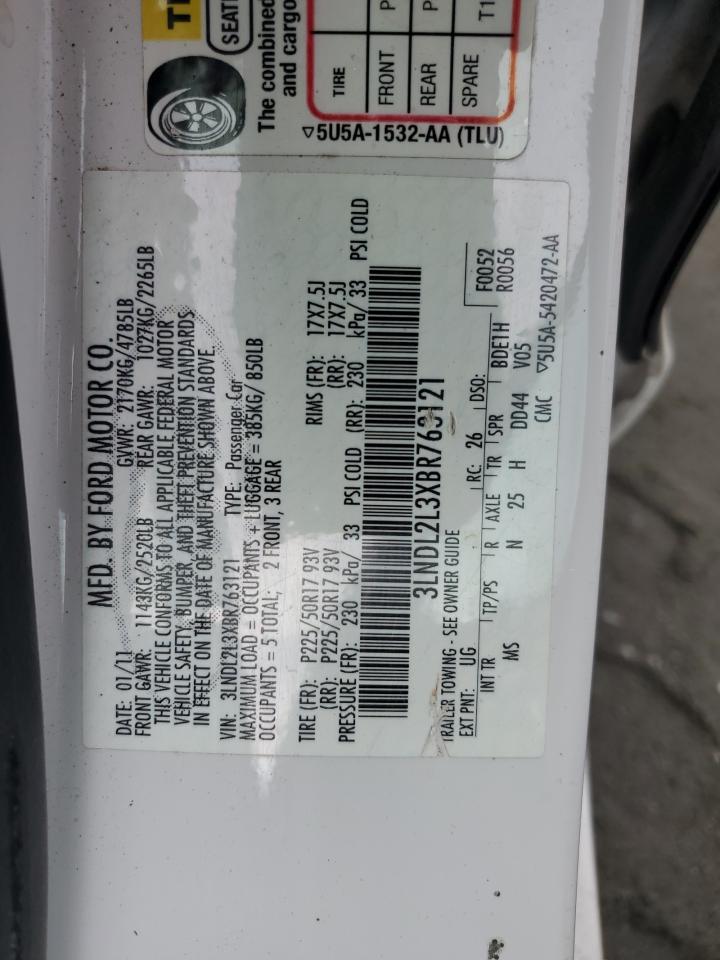 SEATI
The combined
and cargo
TIRE
FRONT P
REAR P
SPARE T1
▽5U5A-1532-AA (TLU)
MFD. BY FORD MOTOR CO.
DATE: 01/11 GVWR: 2170KG/4785LB
FRONT GAWR: 1143KG/2520LB REAR GAWR: 1027KG/2265LB
THIS VEHICLE CONFORMS TO ALL APPLICABLE FEDERAL MOTOR
VEHICLE SAFETY, BUMPER, AND THEFT PREVENTION STANDARDS
IN EFFECT ON THE DATE OF MANUFACTURE SHOWN ABOVE.
VIN: 3LNDL2L3XBR763121 TYPE: Passenger Car
MAXIMUM LOAD = OCCUPANTS + LUGGAGE = 385KG/ 850LB
OCCUPANTS = 5 TOTAL; 2 FRONT, 3 REAR
TIRE (FR): P225/50R17 93V RIMS (FR): 17X7.5J
(RR): P225/50R17 93V (RR): 17X7.5J
PRESSURE (FR): 230 kPa/ 33 PSI COLD (RR): 230 kPa/ 33 PSI COLD
3LNDL2L3XBR763121
TRAILER TOWING - SEE OWNER GUIDE
EXT PNT: UG RC: 26 DSO: F0052
R0056
INT TR TP/PS R AXLE TR SPR BDE1H
MS N 25 H DD44 V05
CMC ▽5U5A-5420472-AA